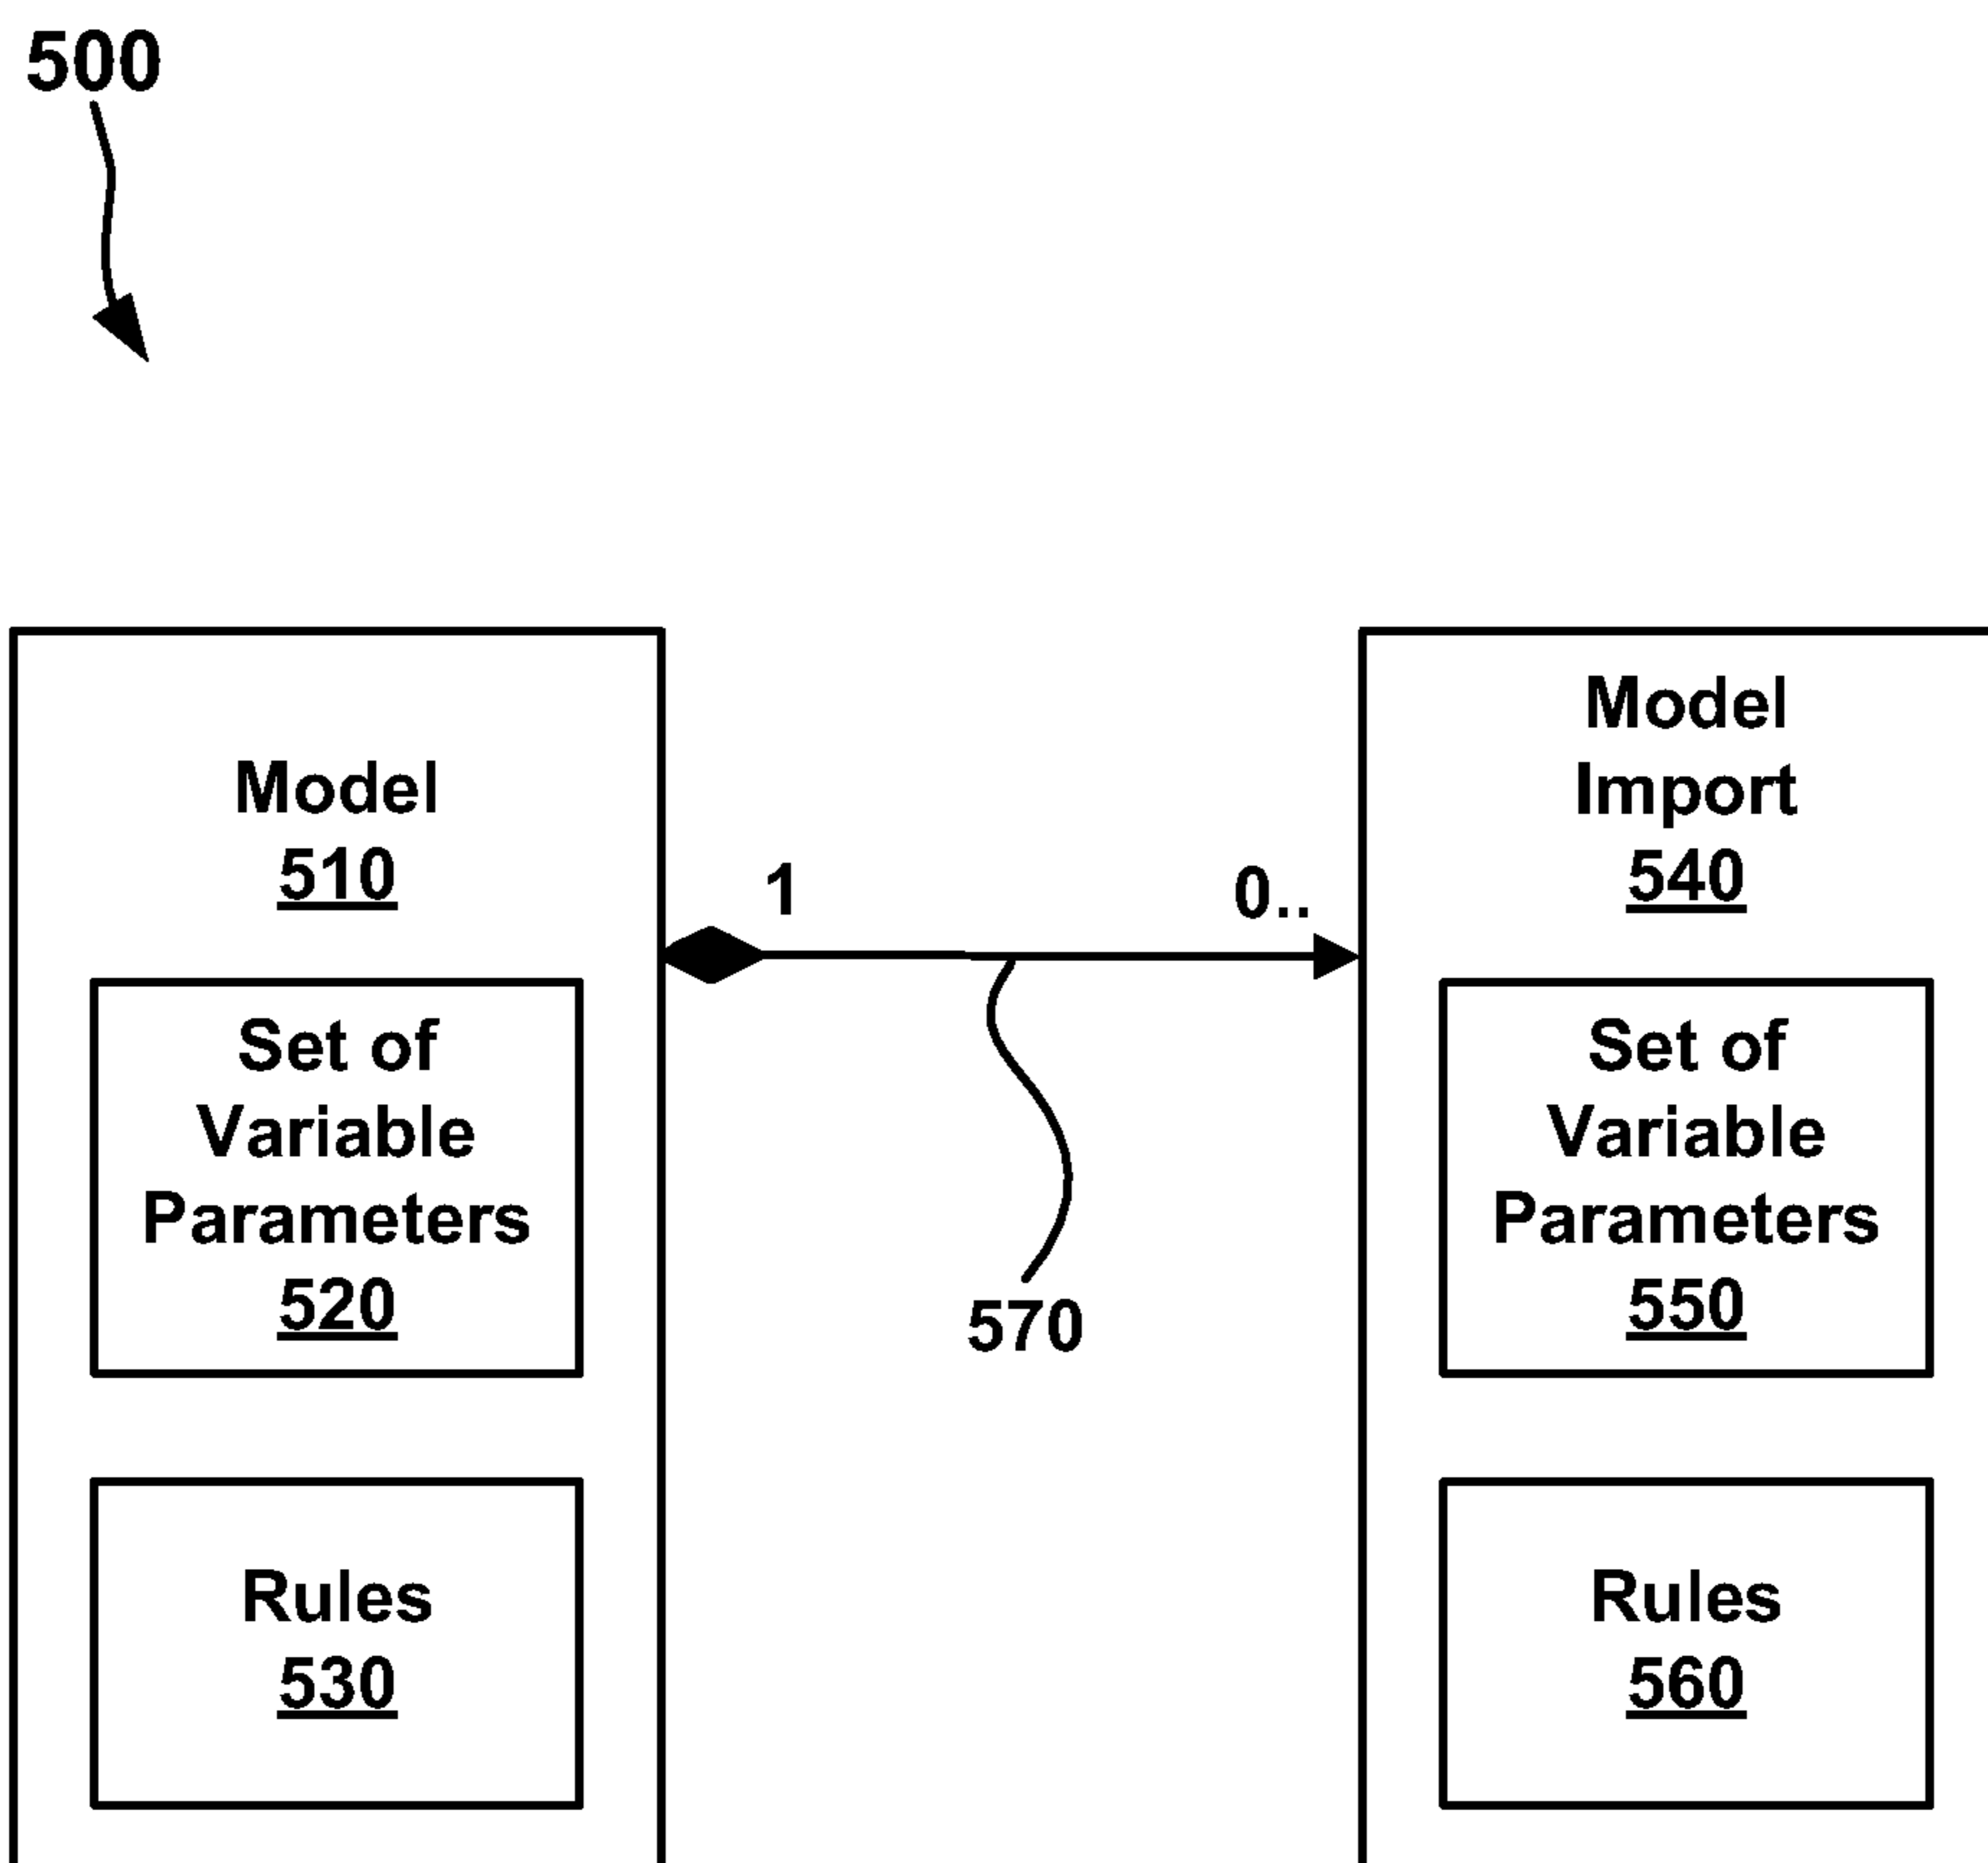 500
Model
510
Set of
Variable
Parameters
520
Rules
530
1
0..
570
Model
Import
540
Set of
Variable
Parameters
550
Rules
560